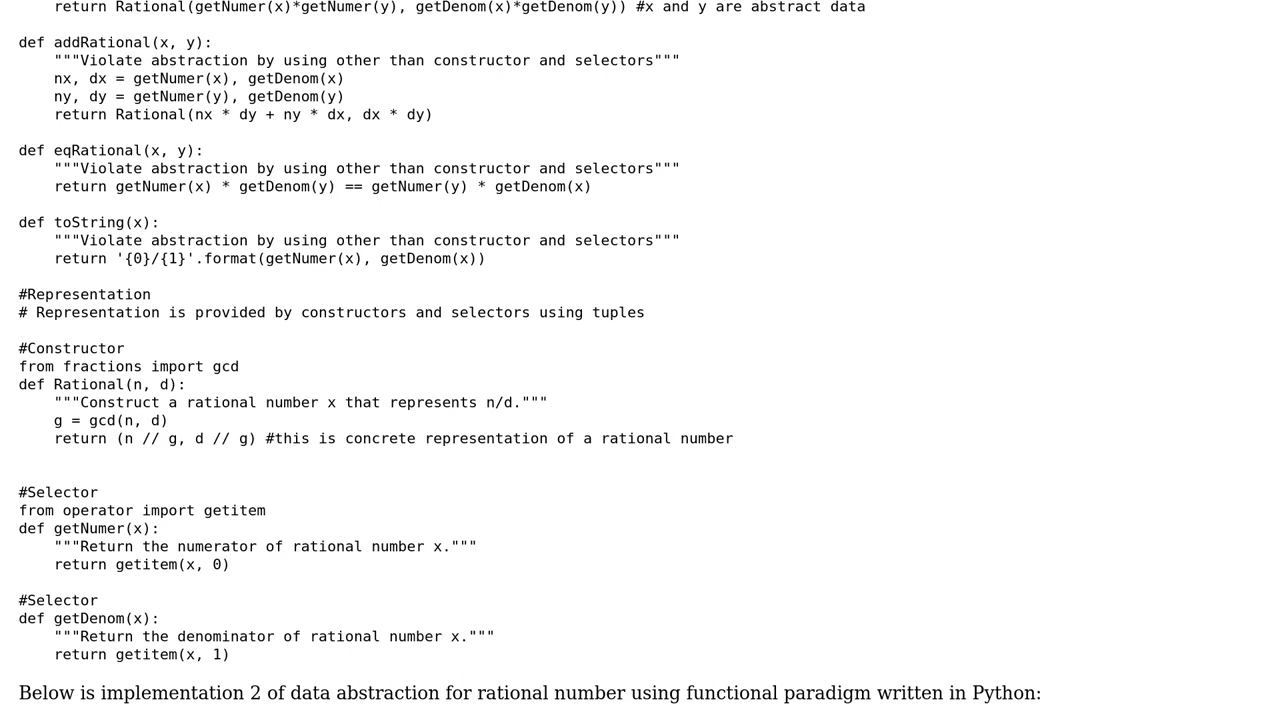 return Rational(getNumer(x)*getNumer(y), getDenom(x)*getDenom(y)) #x and y are abstract data

def addRational(x, y):
    """Violate abstraction by using other than constructor and selectors"""
    nx, dx = getNumer(x), getDenom(x)
    ny, dy = getNumer(y), getDenom(y)
    return Rational(nx * dy + ny * dx, dx * dy)

def eqRational(x, y):
    """Violate abstraction by using other than constructor and selectors"""
    return getNumer(x) * getDenom(y) == getNumer(y) * getDenom(x)

def toString(x):
    """Violate abstraction by using other than constructor and selectors"""
    return '{0}/{1}'.format(getNumer(x), getDenom(x))

#Representation
# Representation is provided by constructors and selectors using tuples

#Constructor
from fractions import gcd
def Rational(n, d):
    """Construct a rational number x that represents n/d."""
    g = gcd(n, d)
    return (n // g, d // g) #this is concrete representation of a rational number

#Selector
from operator import getitem
def getNumer(x):
    """Return the numerator of rational number x."""
    return getitem(x, 0)

#Selector
def getDenom(x):
    """Return the denominator of rational number x."""
    return getitem(x, 1)

Below is implementation 2 of data abstraction for rational number using functional paradigm written in Python: